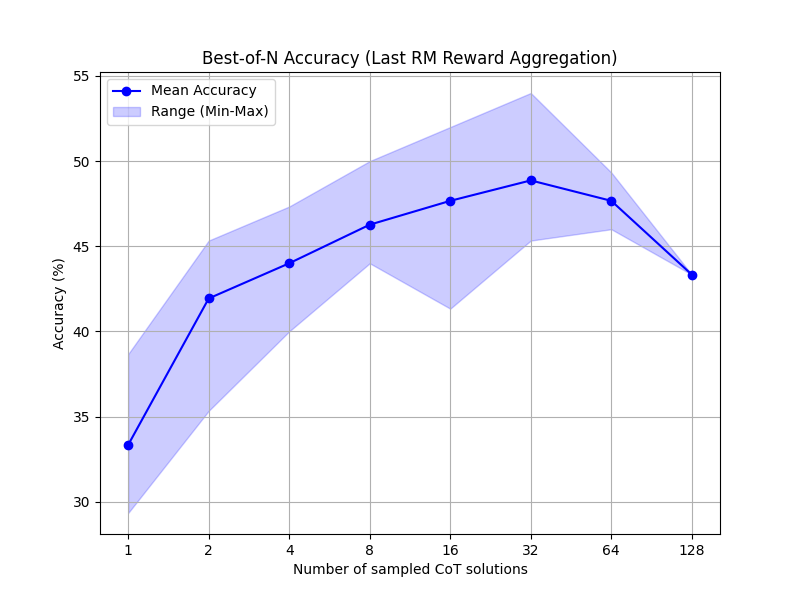 Best-of-N Accuracy (Last RM Reward Aggregation)
Mean Accuracy
Range (Min-Max)
Accuracy (%)
55
50
45
40
35
30
1 2 4 8 16 32 64 128
Number of sampled CoT solutions